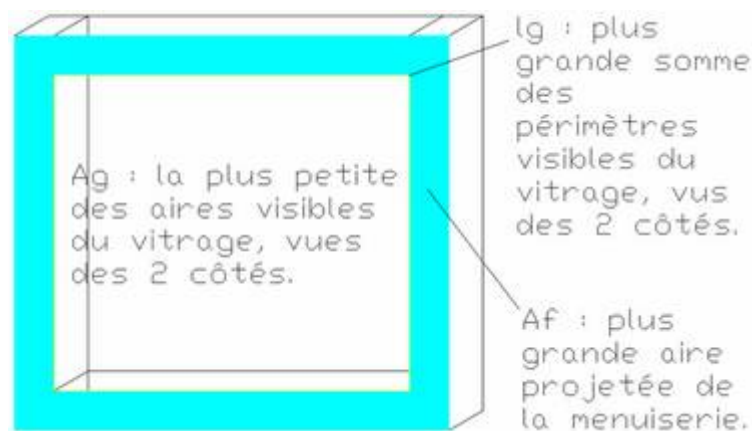 lg : plus
grande somme
des
périmètres
visibles du
vitrage, vus
des 2 côtés.
Ag : la plus petite
des aires visibles
du vitrage, vues
des 2 côtés.
Af : plus
grande aire
projetée de
la menuiserie.